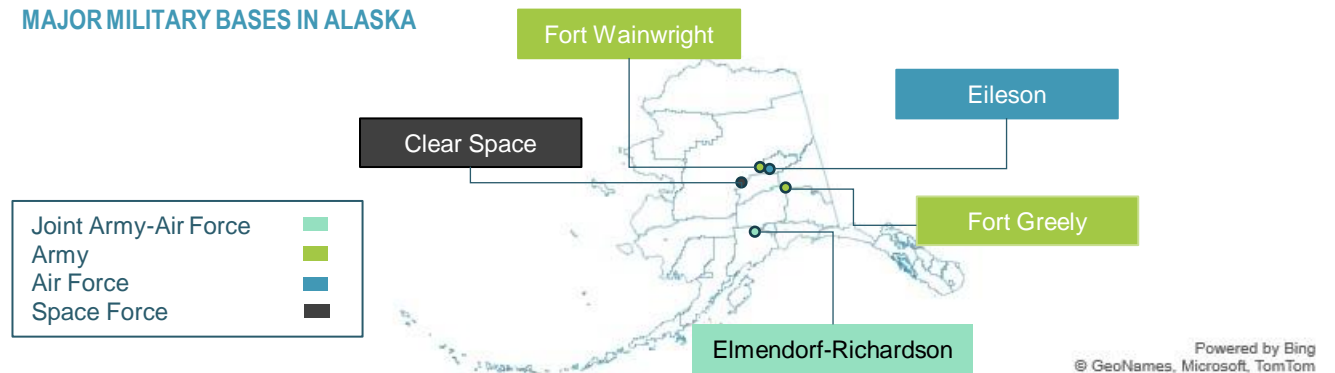 MAJOR MILITARY BASES IN ALASKA
Fort Wainwright
Eileson
Clear Space
Joint Army-Air Force
Army
Air Force
Space Force
Fort Greely
Elmendorf-Richardson
Powered by Bing
© GeoNames, Microsoft, TomTom